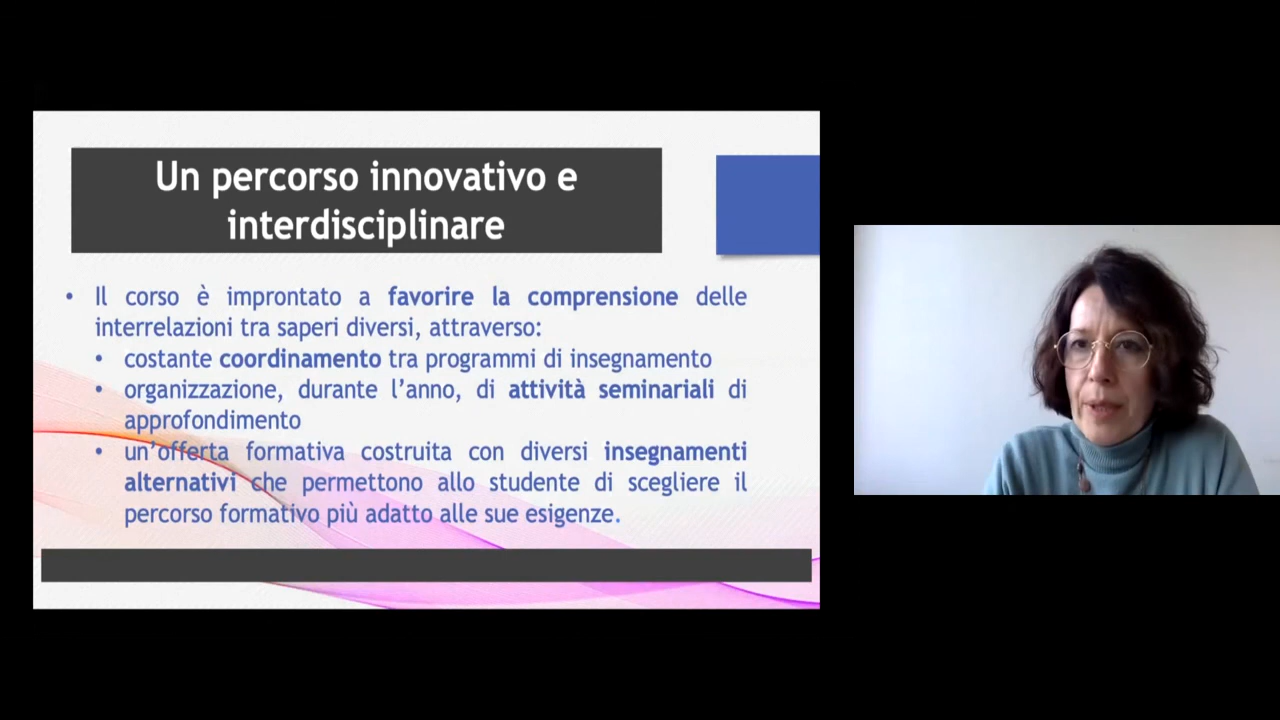 Un percorso innovativo e
interdisciplinare
• Il corso è improntato a favorire la comprensione delle
interrelazioni tra saperi diversi, attraverso:
• costante coordinamento tra programmi di insegnamento
• organizzazione, durante l’anno, di attività seminariali di
approfondimento
• un’offerta formativa costruita con diversi insegnamenti
alternativi che permettono allo studente di scegliere il
percorso formativo più adatto alle sue esigenze.